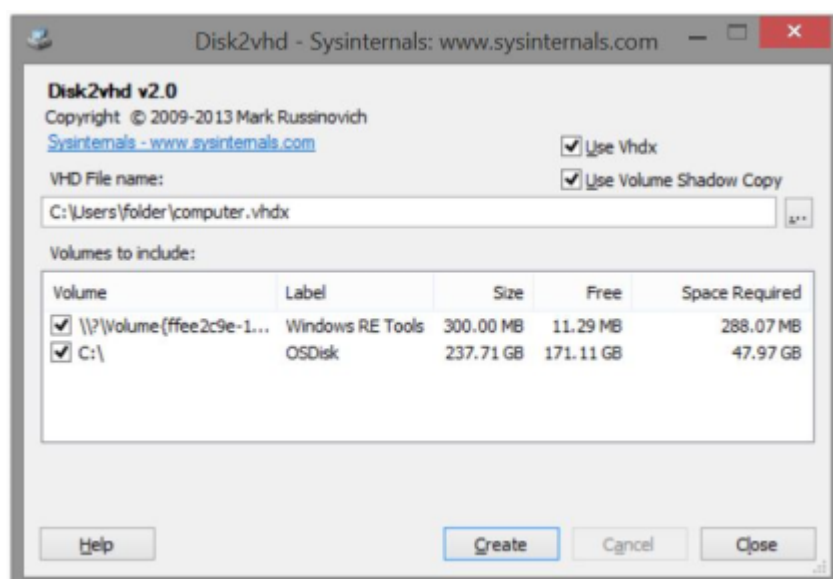 Disk2vhd - Sysinternals: www.sysinternals.com
Disk2vhd v2.0
Copyright © 2009-2013 Mark Russinovich
Sysinternals - www.sysinternals.com
Use Vhdx
VHD File name:
Use Volume Shadow Copy
C:\Users\folder\computer.vhdx
...
Volumes to include:
Volume Label Size Free Space Required
\\?\Volume{ffee2c9e-1... Windows RE Tools 300.00 MB 11.29 MB 288.07 MB
C:\ OSDisk 237.71 GB 171.11 GB 47.97 GB
Help Create Cancel Close